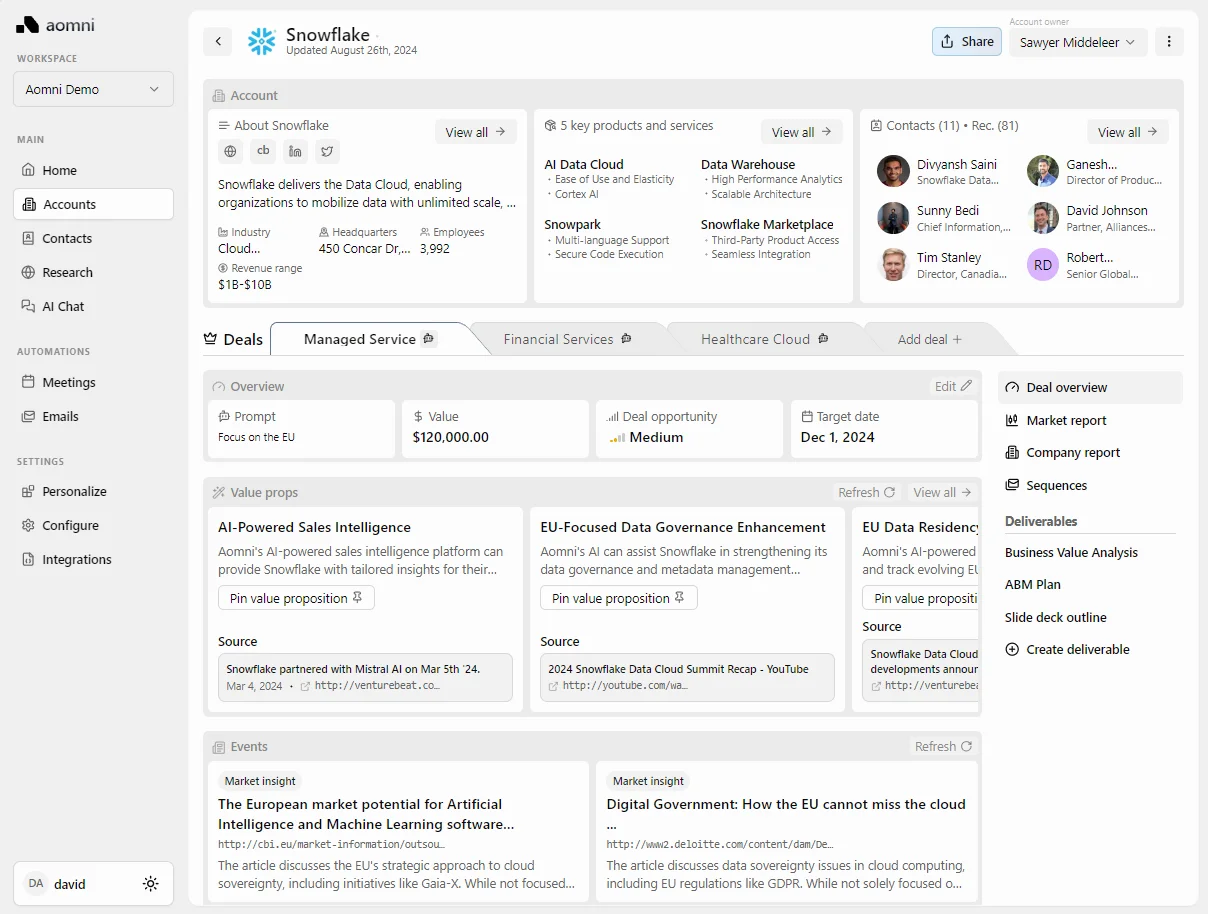 aomni
WORKSPACE
Aomni Demo
MAIN
Home
Accounts
Contacts
Research
AI Chat
AUTOMATIONS
Meetings
Emails
SETTINGS
Personalize
Configure
Integrations
DA david
Snowflake
Updated August 26th, 2024
Share
Account owner
Sawyer Middeleer
Account
About Snowflake
View all →
cb
Snowflake delivers the Data Cloud, enabling
organizations to mobilize data with unlimited scale, ...
Industry
Cloud...
Headquarters
450 Concar Dr,...
Employees
3,992
Revenue range
$1B-$10B
5 key products and services
View all →
AI Data Cloud
· Ease of Use and Elasticity
· Cortex AI
Data Warehouse
· High Performance Analytics
· Scalable Architecture
Snowpark
· Multi-language Support
· Secure Code Execution
Snowflake Marketplace
· Third-Party Product Access
· Seamless Integration
Contacts (11) • Rec. (81)
View all →
Divyansh Saini
Snowflake Data...
Ganesh...
Director of Produc...
Sunny Bedi
Chief Information,...
David Johnson
Partner, Alliances...
Tim Stanley
Director, Canadia...
RD
Robert...
Senior Global...
Deals
Managed Service
Financial Services
Healthcare Cloud
Add deal +
Overview
Edit
Prompt
Focus on the EU
$ Value
$120,000.00
Deal opportunity
Medium
Target date
Dec 1, 2024
Value props
Refresh
View all →
AI-Powered Sales Intelligence
Aomni's AI-powered sales intelligence platform can
provide Snowflake with tailored insights for their...
Pin value proposition
Source
Snowflake partnered with Mistral AI on Mar 5th '24.
Mar 4, 2024 • http://venturebeat.co…
EU-Focused Data Governance Enhancement
Aomni's AI can assist Snowflake in strengthening its
data governance and metadata management...
Pin value proposition
Source
2024 Snowflake Data Cloud Summit Recap - YouTube
http://youtube.com/wa…
EU Data Residency
Aomni's AI-powered
and track evolving EU
Pin value propositi
Source
Snowflake Data Cloud
developments announ
http://venturebea
Events
Refresh
Market insight
The European market potential for Artificial
Intelligence and Machine Learning software...
http://cbi.eu/market-information/outsou…
The article discusses the EU's strategic approach to cloud
sovereignty, including initiatives like Gaia-X. While not focused...
Market insight
Digital Government: How the EU cannot miss the cloud
...
http://www2.deloitte.com/content/dam/De…
The article discusses data sovereignty issues in cloud computing,
including EU regulations like GDPR. While not solely focused o...
Deal overview
Market report
Company report
Sequences
Deliverables
Business Value Analysis
ABM Plan
Slide deck outline
Create deliverable